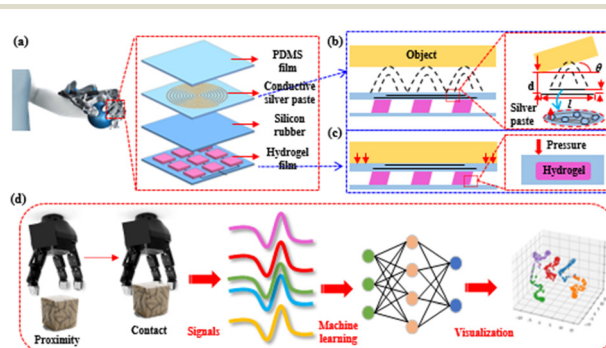 (a)
PDMS
film
Conductive
silver paste
Silicon
rubber
Hydrogel
film
(b)
Object
θ
d
l
Silver
paste
(c)
Pressure
Hydrogel
(d)
Proximity
Contact
Signals
Machine
learning
Visualization